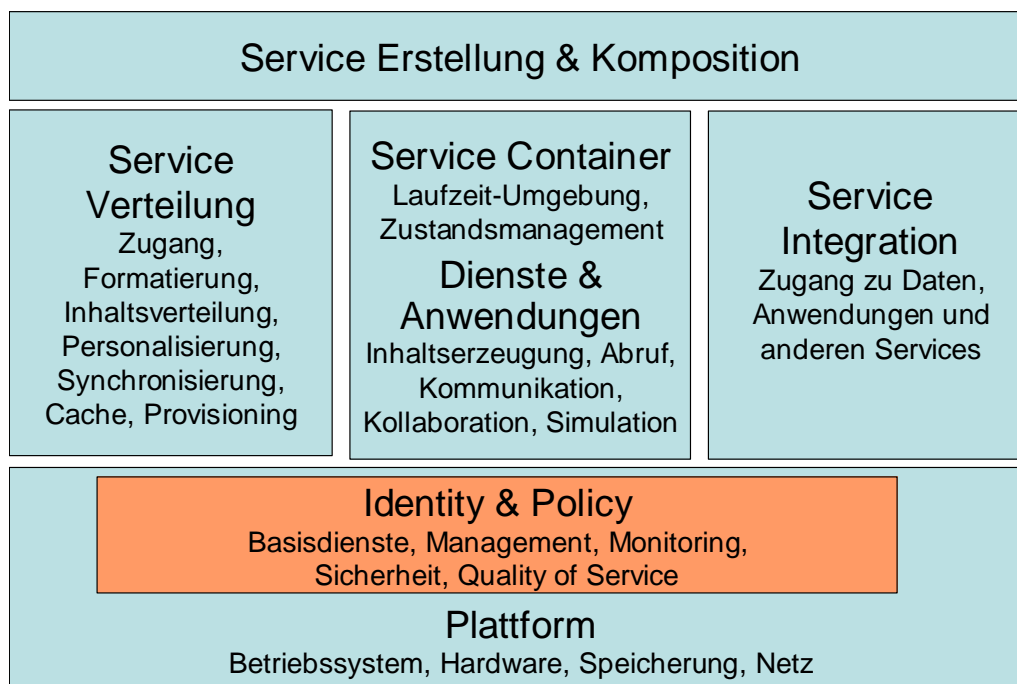 Service Erstellung & Komposition
Service
Verteilung
Zugang,
Formatierung,
Inhaltsverteilung,
Personalisierung,
Synchronisierung,
Cache, Provisioning
Service Container
Laufzeit-Umgebung,
Zustandsmanagement
Dienste &
Anwendungen
Inhaltserzeugung, Abruf,
Kommunikation,
Kollaboration, Simulation
Service
Integration
Zugang zu Daten,
Anwendungen und
anderen Services
Identity & Policy
Basisdienste, Management, Monitoring,
Sicherheit, Quality of Service
Plattform
Betriebssystem, Hardware, Speicherung, Netz